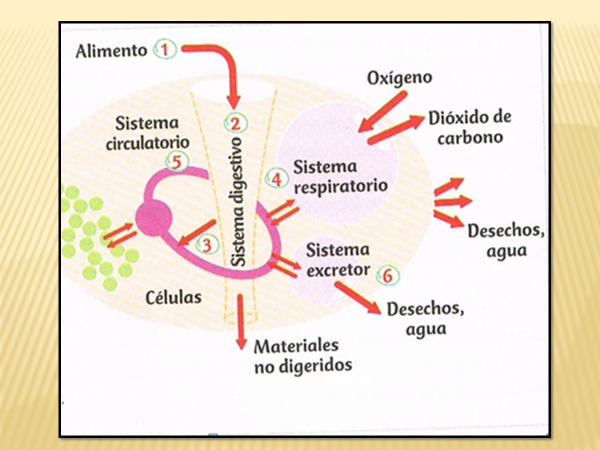 Alimento 1
Oxígeno
Dióxido de
carbono
Sistema
circulatorio
5
2
Sistema digestivo
4
Sistema
respiratorio
3
Desechos,
agua
Sistema
excretor
6
Células
Desechos,
agua
Materiales
no digeridos